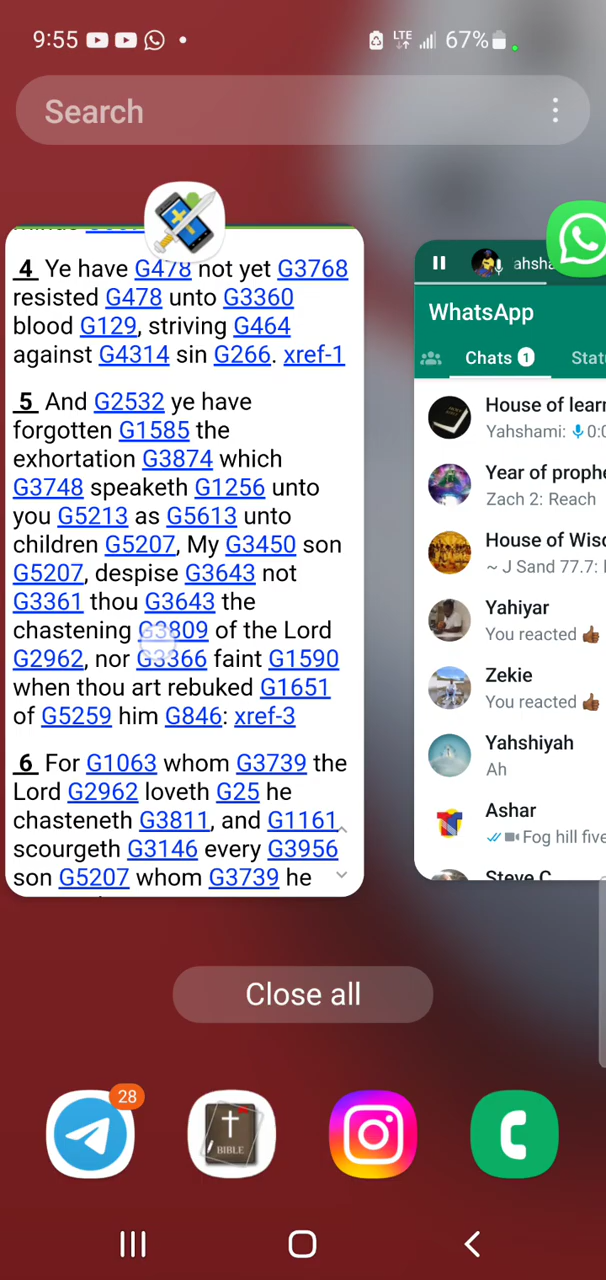 9:55
LTE
67%
Search
4 Ye have G478 not yet G3768
resisted G478 unto G3360
blood G129, striving G464
against G4314 sin G266. xref-1
5 And G2532 ye have
forgotten G1585 the
exhortation G3874 which
G3748 speaketh G1256 unto
you G5213 as G5613 unto
children G5207, My G3450 son
G5207, despise G3643 not
G3361 thou G3643 the
chastening G3809 of the Lord
G2962, nor G3366 faint G1590
when thou art rebuked G1651
of G5259 him G846: xref-3
6 For G1063 whom G3739 the
Lord G2962 loveth G25 he
chasteneth G3811, and G1161
scourgeth G3146 every G3956
son G5207 whom G3739 he
ahsha
WhatsApp
Chats 1 Statu
House of learn
Yahshami: 0:0
Year of prophe
Zach 2: Reach
House of Wisd
~ J Sand 77.7:
Yahiyar
You reacted 👍🏾
Zekie
You reacted 👍🏾
Yahshiyah
Ah
Ashar
Fog hill five
Steve C
Close all
28
BIBLE